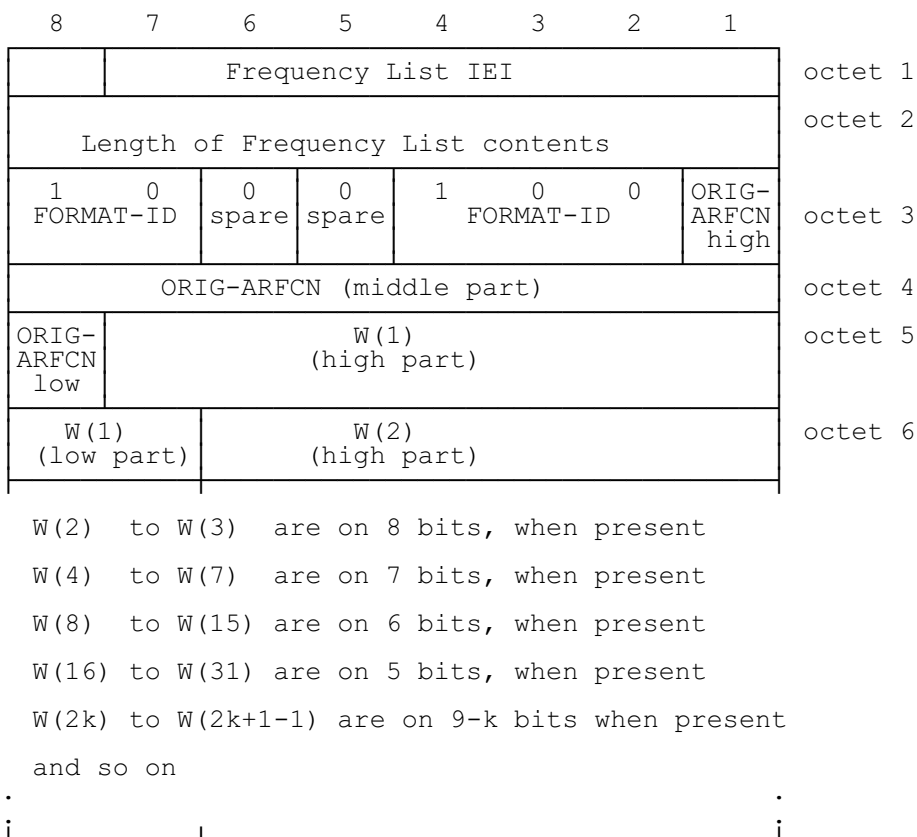 8 7 6 5 4 3 2 1
Frequency List IEI octet 1
octet 2
Length of Frequency List contents
1 0 0 0 1 0 0 ORIG-
FORMAT-ID spare spare FORMAT-ID ARFCN octet 3
high
ORIG-ARFCN (middle part) octet 4
ORIG- W(1) octet 5
ARFCN (high part)
low
W(1) W(2) octet 6
(low part) (high part)
W(2) to W(3) are on 8 bits, when present
W(4) to W(7) are on 7 bits, when present
W(8) to W(15) are on 6 bits, when present
W(16) to W(31) are on 5 bits, when present
W(2k) to W(2k+1-1) are on 9-k bits when present
and so on